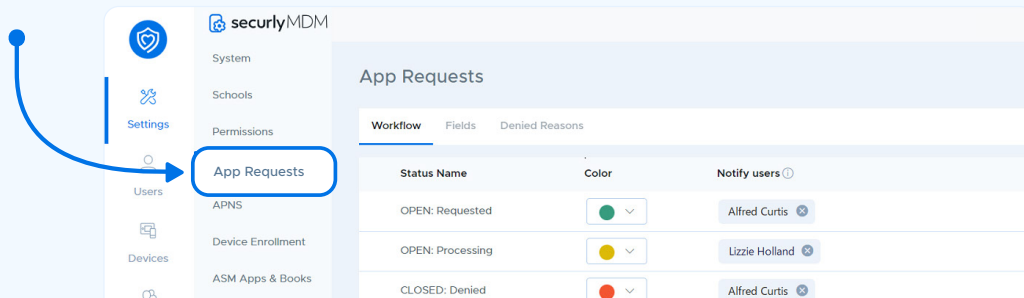 securlyMDM
Settings
Users
Devices
System
Schools
Permissions
App Requests
APNS
Device Enrollment
ASM Apps & Books
App Requests
Workflow Fields Denied Reasons
Status Name Color Notify users
OPEN: Requested Alfred Curtis
OPEN: Processing Lizzie Holland
CLOSED: Denied Alfred Curtis